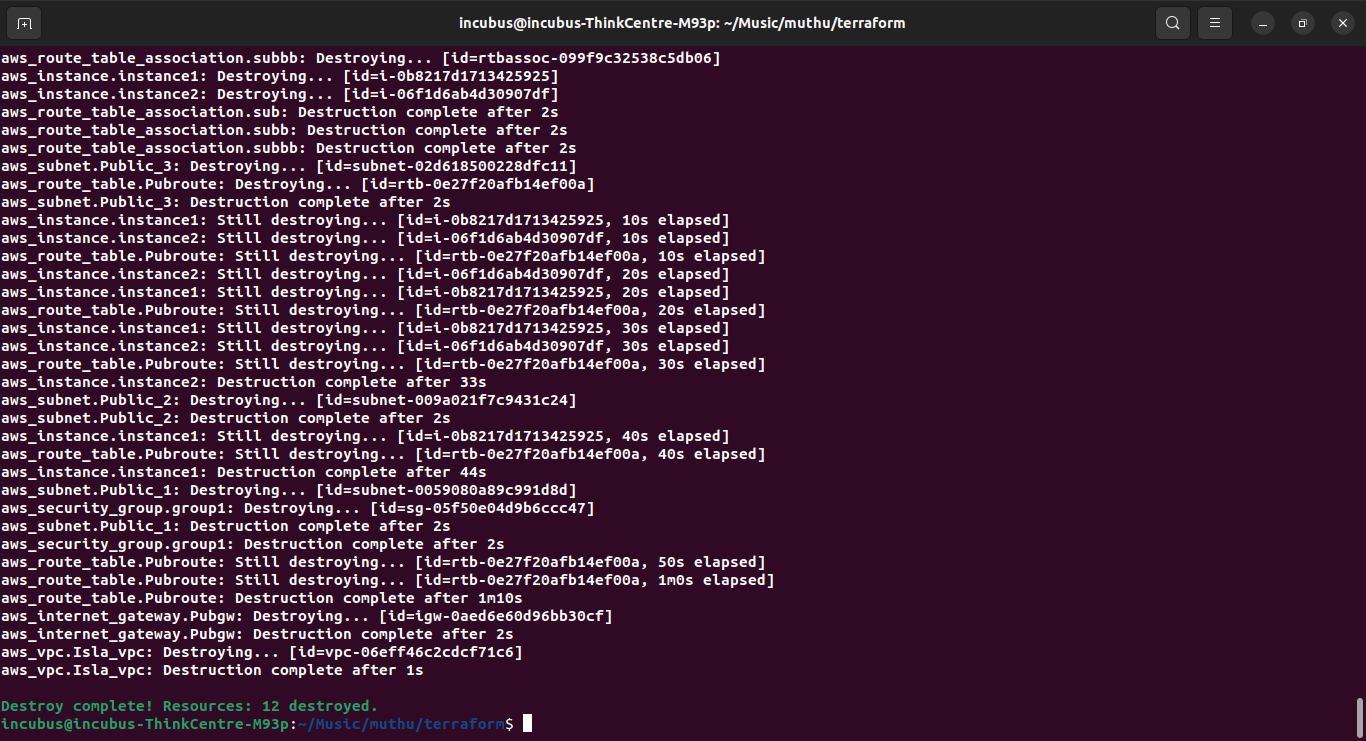 incubus@incubus-ThinkCentre-M93p: ~/Music/muthu/terraform
aws_route_table_association.subbb: Destroying... [id=rtbassoc-099f9c32538c5db06]
aws_instance.instance1: Destroying... [id=i-0b8217d1713425925]
aws_instance.instance2: Destroying... [id=i-06f1d6ab4d30907df]
aws_route_table_association.sub: Destruction complete after 2s
aws_route_table_association.subb: Destruction complete after 2s
aws_route_table_association.subbb: Destruction complete after 2s
aws_subnet.Public_3: Destroying... [id=subnet-02d618500228dfc11]
aws_route_table.Pubroute: Destroying... [id=rtb-0e27f20afb14ef00a]
aws_subnet.Public_3: Destruction complete after 2s
aws_instance.instance1: Still destroying... [id=i-0b8217d1713425925, 10s elapsed]
aws_instance.instance2: Still destroying... [id=i-06f1d6ab4d30907df, 10s elapsed]
aws_route_table.Pubroute: Still destroying... [id=rtb-0e27f20afb14ef00a, 10s elapsed]
aws_instance.instance2: Still destroying... [id=i-06f1d6ab4d30907df, 20s elapsed]
aws_instance.instance1: Still destroying... [id=i-0b8217d1713425925, 20s elapsed]
aws_route_table.Pubroute: Still destroying... [id=rtb-0e27f20afb14ef00a, 20s elapsed]
aws_instance.instance1: Still destroying... [id=i-0b8217d1713425925, 30s elapsed]
aws_instance.instance2: Still destroying... [id=i-06f1d6ab4d30907df, 30s elapsed]
aws_route_table.Pubroute: Still destroying... [id=rtb-0e27f20afb14ef00a, 30s elapsed]
aws_instance.instance2: Destruction complete after 33s
aws_subnet.Public_2: Destroying... [id=subnet-009a021f7c9431c24]
aws_subnet.Public_2: Destruction complete after 2s
aws_instance.instance1: Still destroying... [id=i-0b8217d1713425925, 40s elapsed]
aws_route_table.Pubroute: Still destroying... [id=rtb-0e27f20afb14ef00a, 40s elapsed]
aws_instance.instance1: Destruction complete after 44s
aws_subnet.Public_1: Destroying... [id=subnet-0059080a89c991d8d]
aws_security_group.group1: Destroying... [id=sg-05f50e04d9b6ccc47]
aws_subnet.Public_1: Destruction complete after 2s
aws_security_group.group1: Destruction complete after 2s
aws_route_table.Pubroute: Still destroying... [id=rtb-0e27f20afb14ef00a, 50s elapsed]
aws_route_table.Pubroute: Still destroying... [id=rtb-0e27f20afb14ef00a, 1m0s elapsed]
aws_route_table.Pubroute: Destruction complete after 1m10s
aws_internet_gateway.Pubgw: Destroying... [id=igw-0aed6e60d96bb30cf]
aws_internet_gateway.Pubgw: Destruction complete after 2s
aws_vpc.Isla_vpc: Destroying... [id=vpc-06eff46c2cdcf71c6]
aws_vpc.Isla_vpc: Destruction complete after 1s
Destroy complete! Resources: 12 destroyed.
incubus@incubus-ThinkCentre-M93p:~/Music/muthu/terraform$